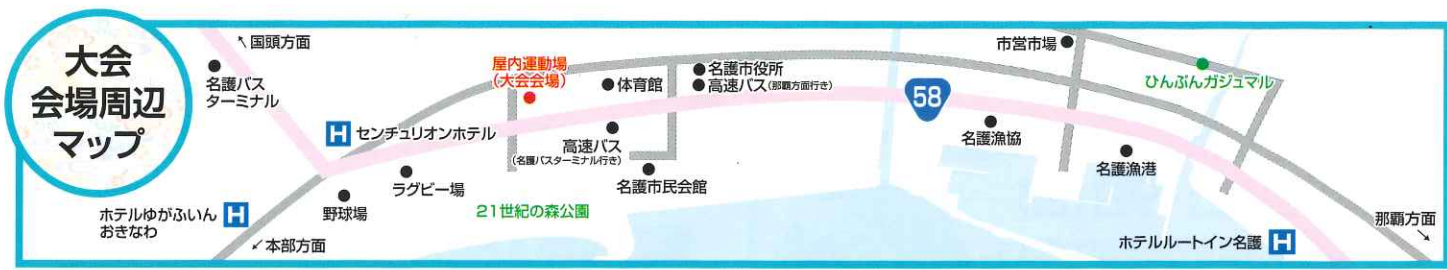 大会
会場周辺
マップ
↖国頭方面
名護バス
ターミナル
センチュリオンホテル
H
屋内運動場
(大会会場)
体育館
名護市役所
高速バス(那覇方面行き)
58
市営市場
ひんぷんガジュマル
高速バス
(名護バスターミナル行き)
名護漁協
名護漁港
ラグビー場
野球場
名護市民会館
21世紀の森公園
ホテルゆがふいん
おきなわ
H
↙本部方面
ホテルルートイン名護
H
那覇方面
↘